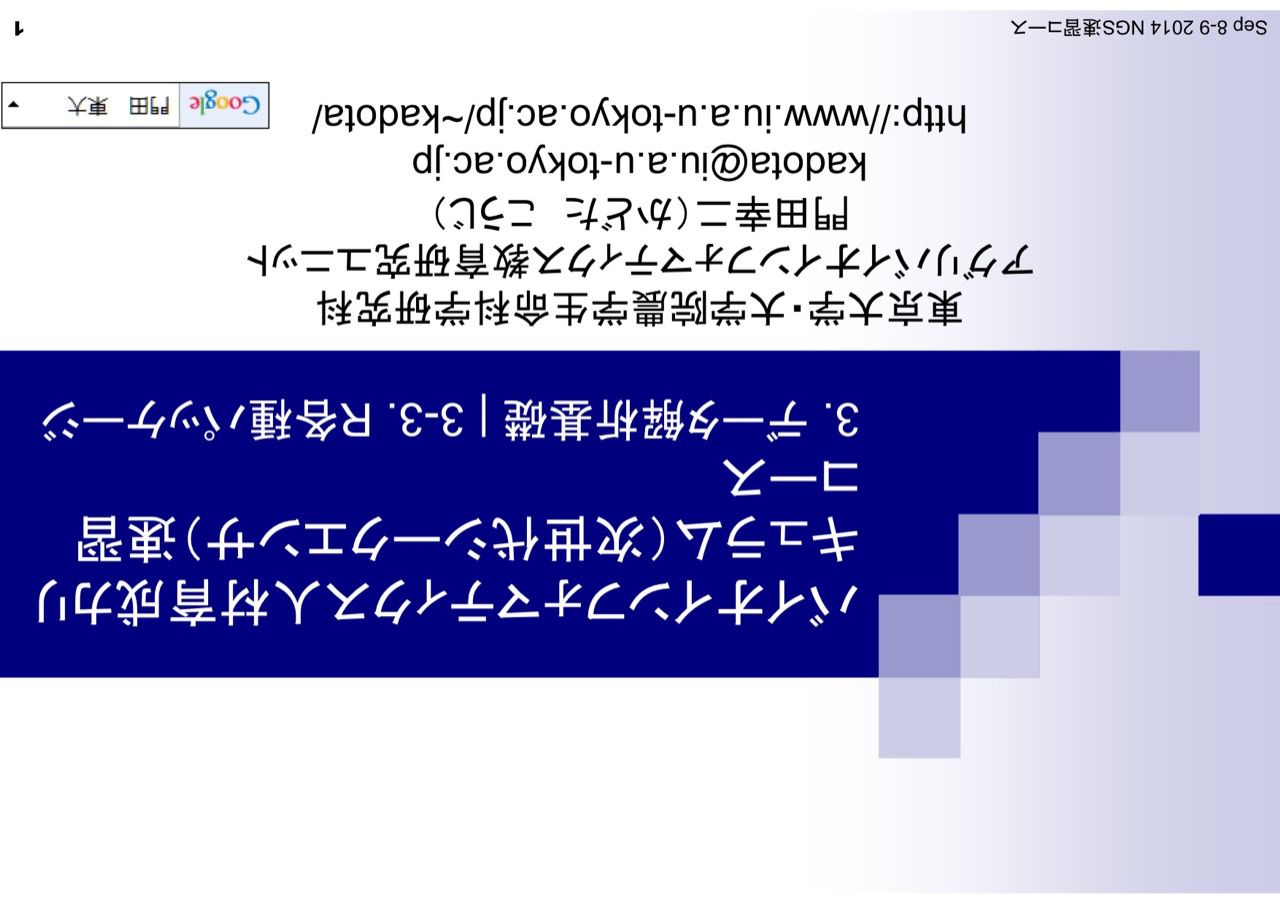 バイオインフォマティクス人材育成カリ
キュラム(次世代シークエンサ)速習
コース
3. データ解析基礎 | 3-3. R各種パッケージ
東京大学・大学院農学生命科学研究科
アグリバイオインフォマティクス教育研究ユニット
門田幸二(かどた こうじ)
kadota@iu.a.u-tokyo.ac.jp
http://www.iu.a.u-tokyo.ac.jp/~kadota/
Google 門田 東大
Sep 8-9 2014 NGS速習コース
1